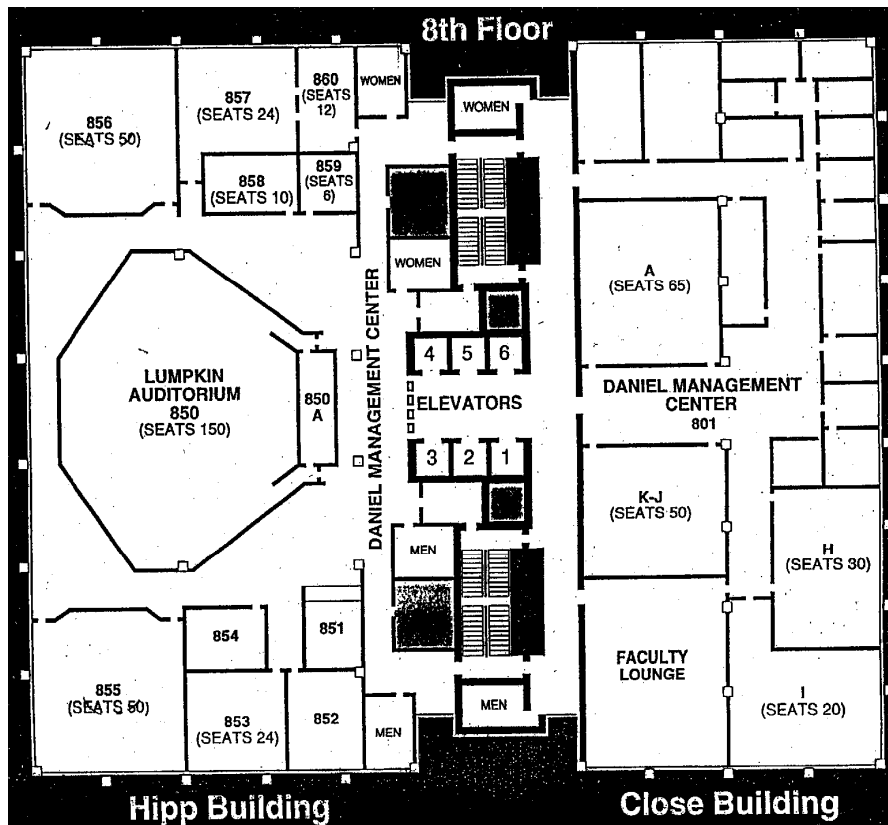 8th Floor
856
(SEATS 50)
857
(SEATS 24)
860
(SEATS
12)
WOMEN
WOMEN
858
(SEATS 10)
859
(SEATS
6)
WOMEN
A
(SEATS 65)
LUMPKIN
AUDITORIUM
850
(SEATS 150)
850
A
DANIEL MANAGEMENT CENTER
4 5 6
ELEVATORS
3 2 1
DANIEL MANAGEMENT
CENTER
801
K-J
(SEATS 50)
MEN
H
(SEATS 30)
854
851
855
(SEATS 50)
853
(SEATS 24)
852
MEN
MEN
FACULTY
LOUNGE
I
(SEATS 20)
Hipp Building
Close Building